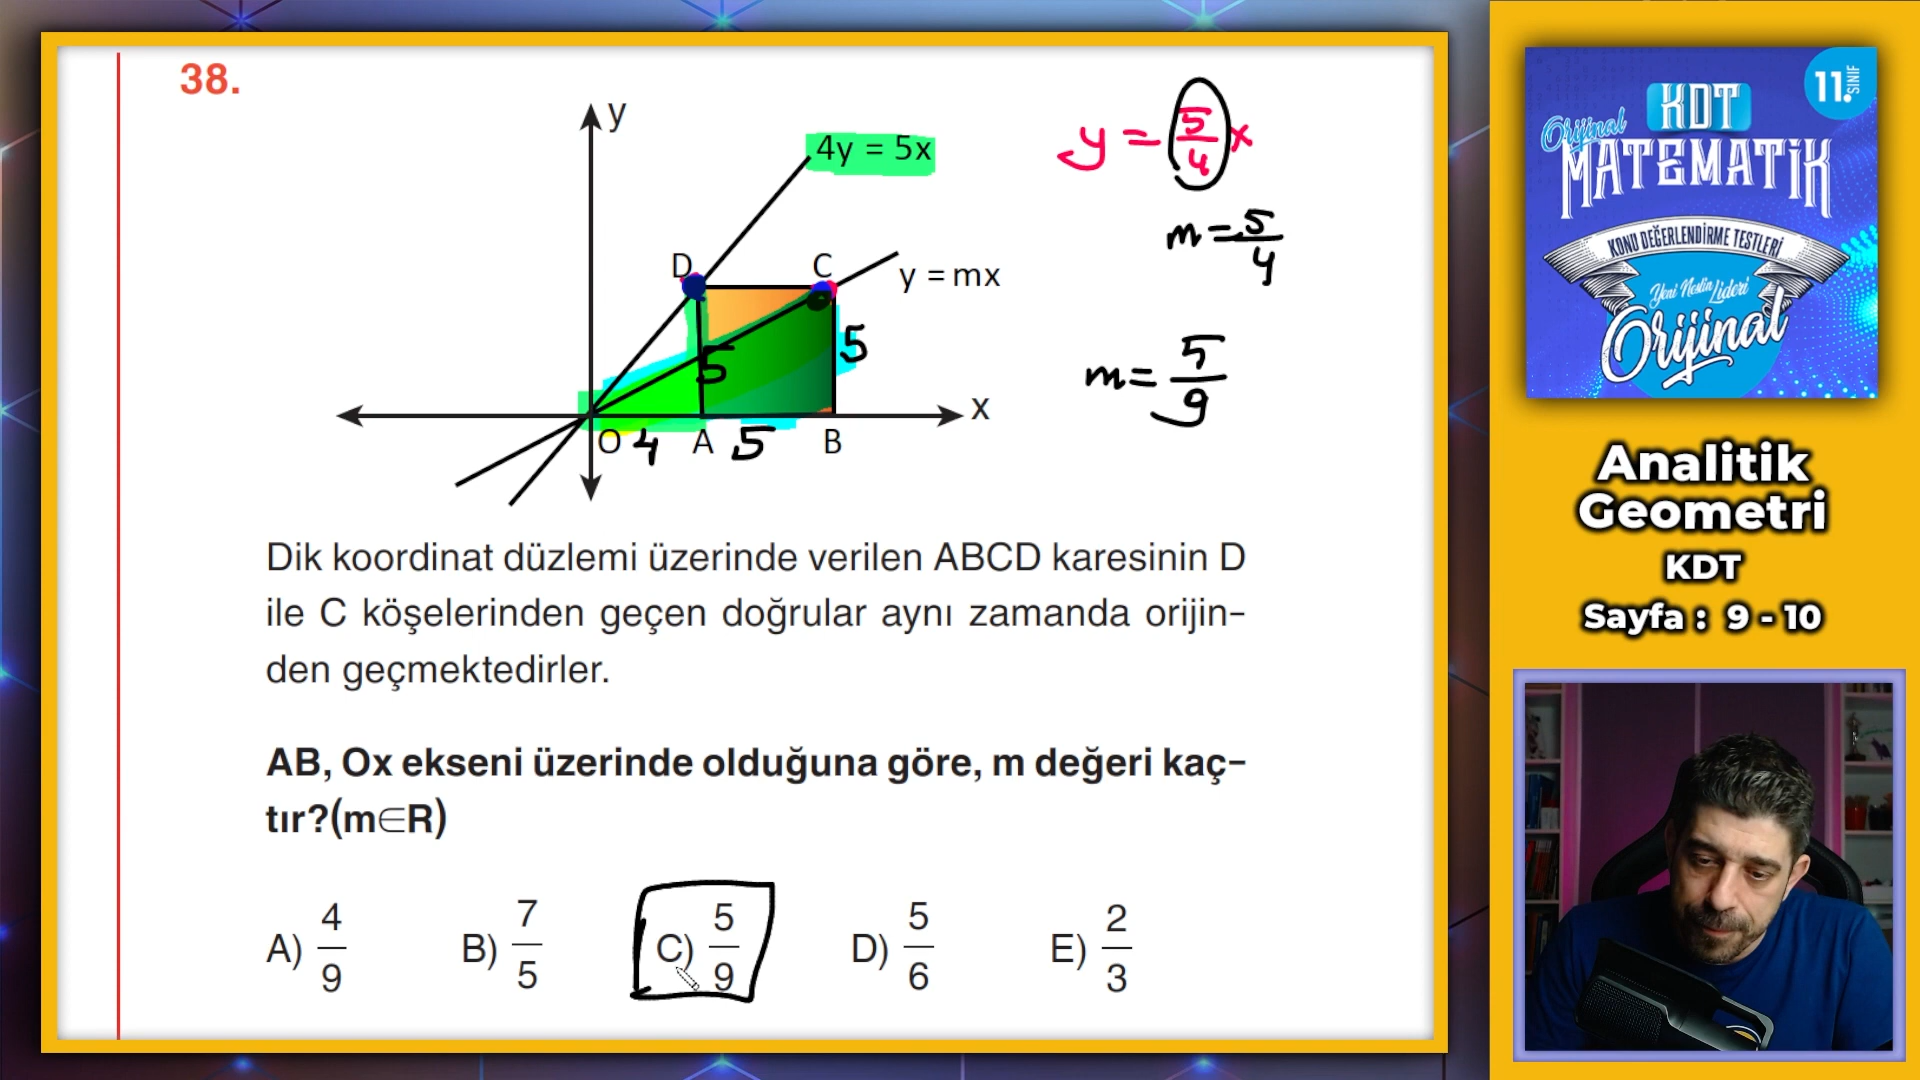 38.
y
4y = 5x
y = 5/4 x
m = 5/4
D
C
y = mx
5
5
m = 5/9
x
O 4 A 5 B
Dik koordinat düzlemi üzerinde verilen ABCD karesinin D
ile C köşelerinden geçen doğrular aynı zamanda orijin-
den geçmektedirler.
AB, Ox ekseni üzerinde olduğuna göre, m değeri kaç-
tır?(m∈R)
A) 4/9 B) 7/5 C) 5/9 D) 5/6 E) 2/3
11. SINIF
Orijinal KDT
MATEMATİK
KONU DEĞERLENDİRME TESTLERİ
Yeni Neslin Lideri
Orijinal
Analitik
Geometri
KDT
Sayfa : 9 - 10